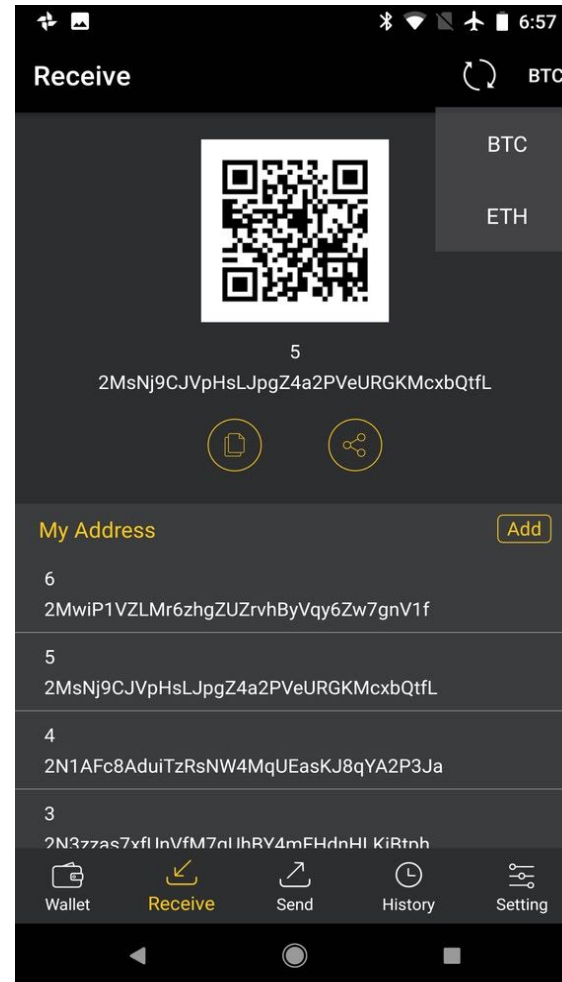 6:57
Receive
BTC
BTC
ETH
5
2MsNj9CJVpHsLJpgZ4a2PVeURGKMcxbQtfL
My Address
Add
6
2MwiP1VZLMr6zhgZUZrvhByVqy6Zw7gnV1f
5
2MsNj9CJVpHsLJpgZ4a2PVeURGKMcxbQtfL
4
2N1AFc8AduiTzRsNW4MqUEasKJ8qYA2P3Ja
3
Wallet
Receive
Send
History
Setting